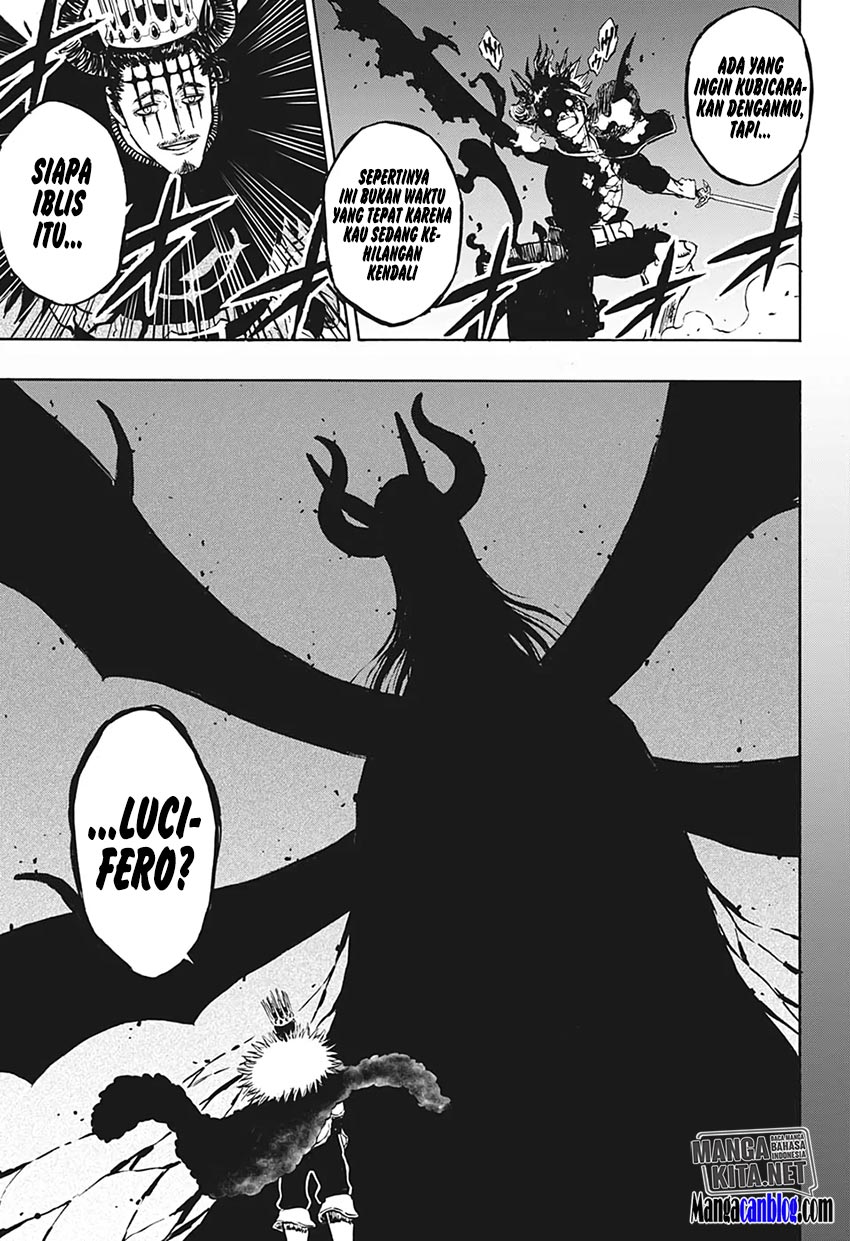 ADA YANG
INGIN KUBICARA-
KAN DENGANMU,
TAPI...
SEPERTINYA
INI BUKAN WAKTU
YANG TEPAT KARENA
KAU SEDANG KE-
HILANGAN
KENDALI
SIAPA
IBLIS
ITU...
...LUCI-
FERO?
MANGA
KITA.NET
BACA MANGA
BAHASA
INDONESIA
Mangacanblog.com